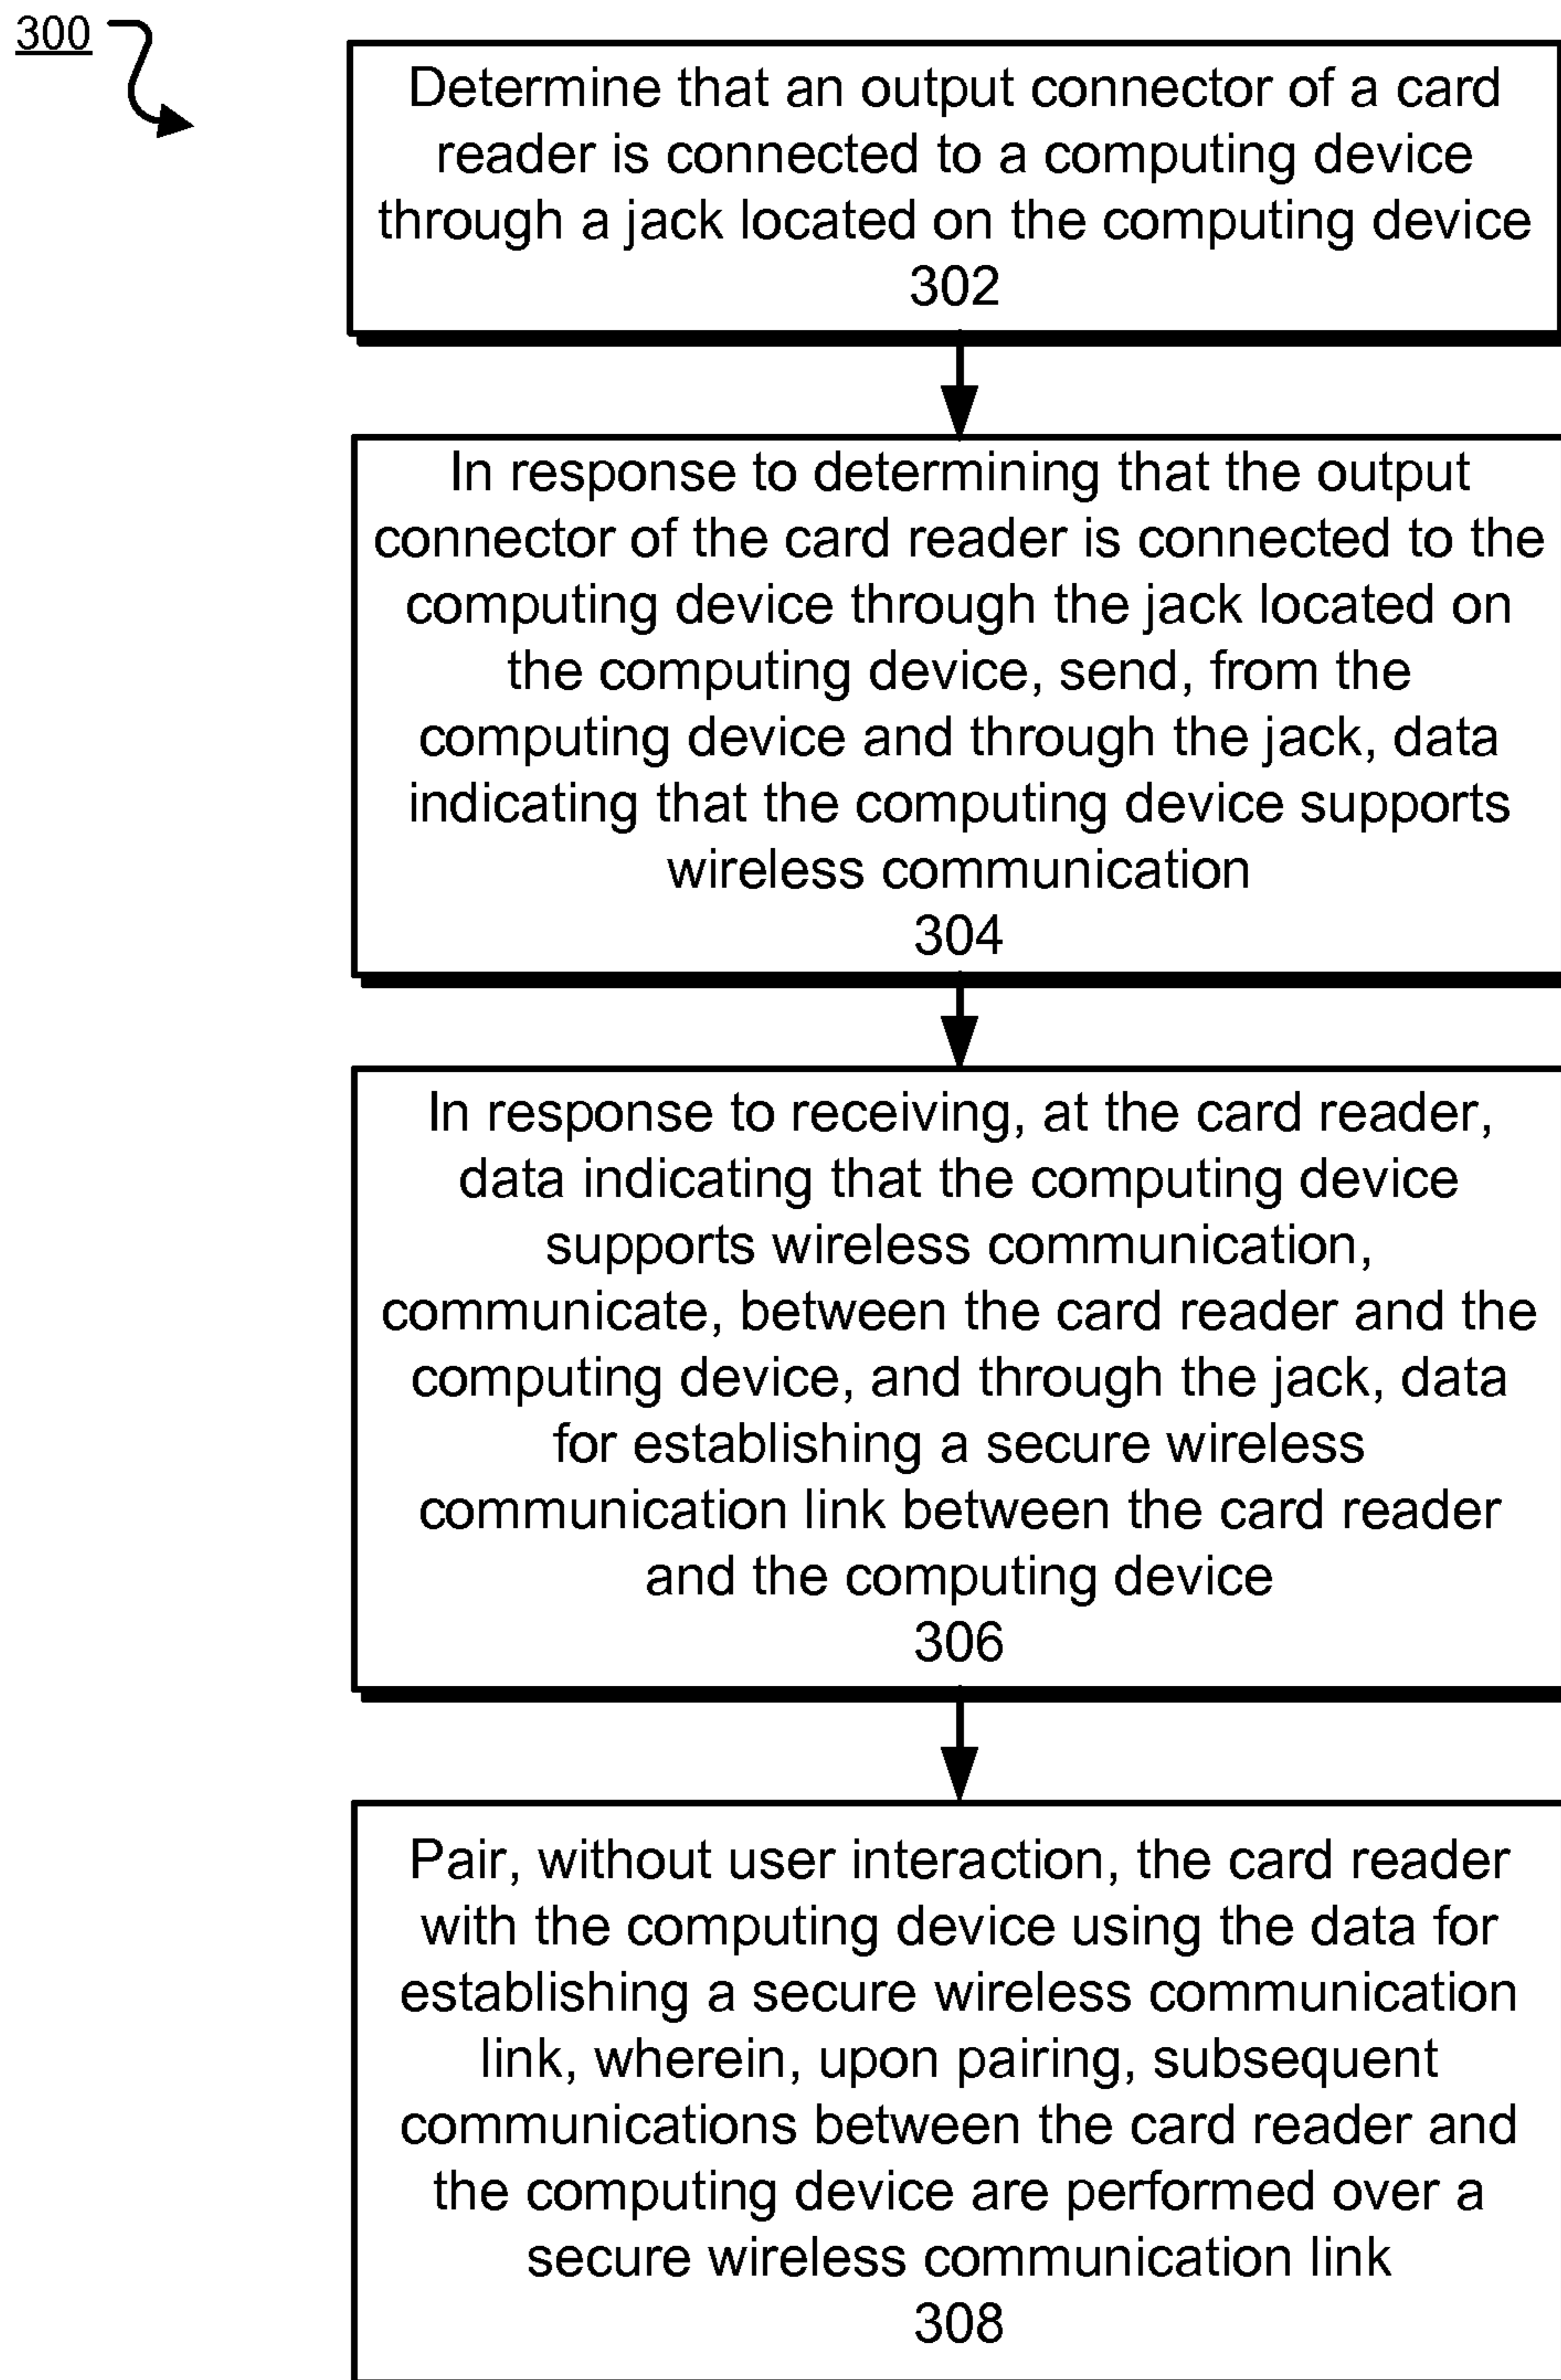 300
Determine that an output connector of a card
reader is connected to a computing device
through a jack located on the computing device
302
In response to determining that the output
connector of the card reader is connected to the
computing device through the jack located on
the computing device, send, from the
computing device and through the jack, data
indicating that the computing device supports
wireless communication
304
In response to receiving, at the card reader,
data indicating that the computing device
supports wireless communication,
communicate, between the card reader and the
computing device, and through the jack, data
for establishing a secure wireless
communication link between the card reader
and the computing device
306
Pair, without user interaction, the card reader
with the computing device using the data for
establishing a secure wireless communication
link, wherein, upon pairing, subsequent
communications between the card reader and
the computing device are performed over a
secure wireless communication link
308